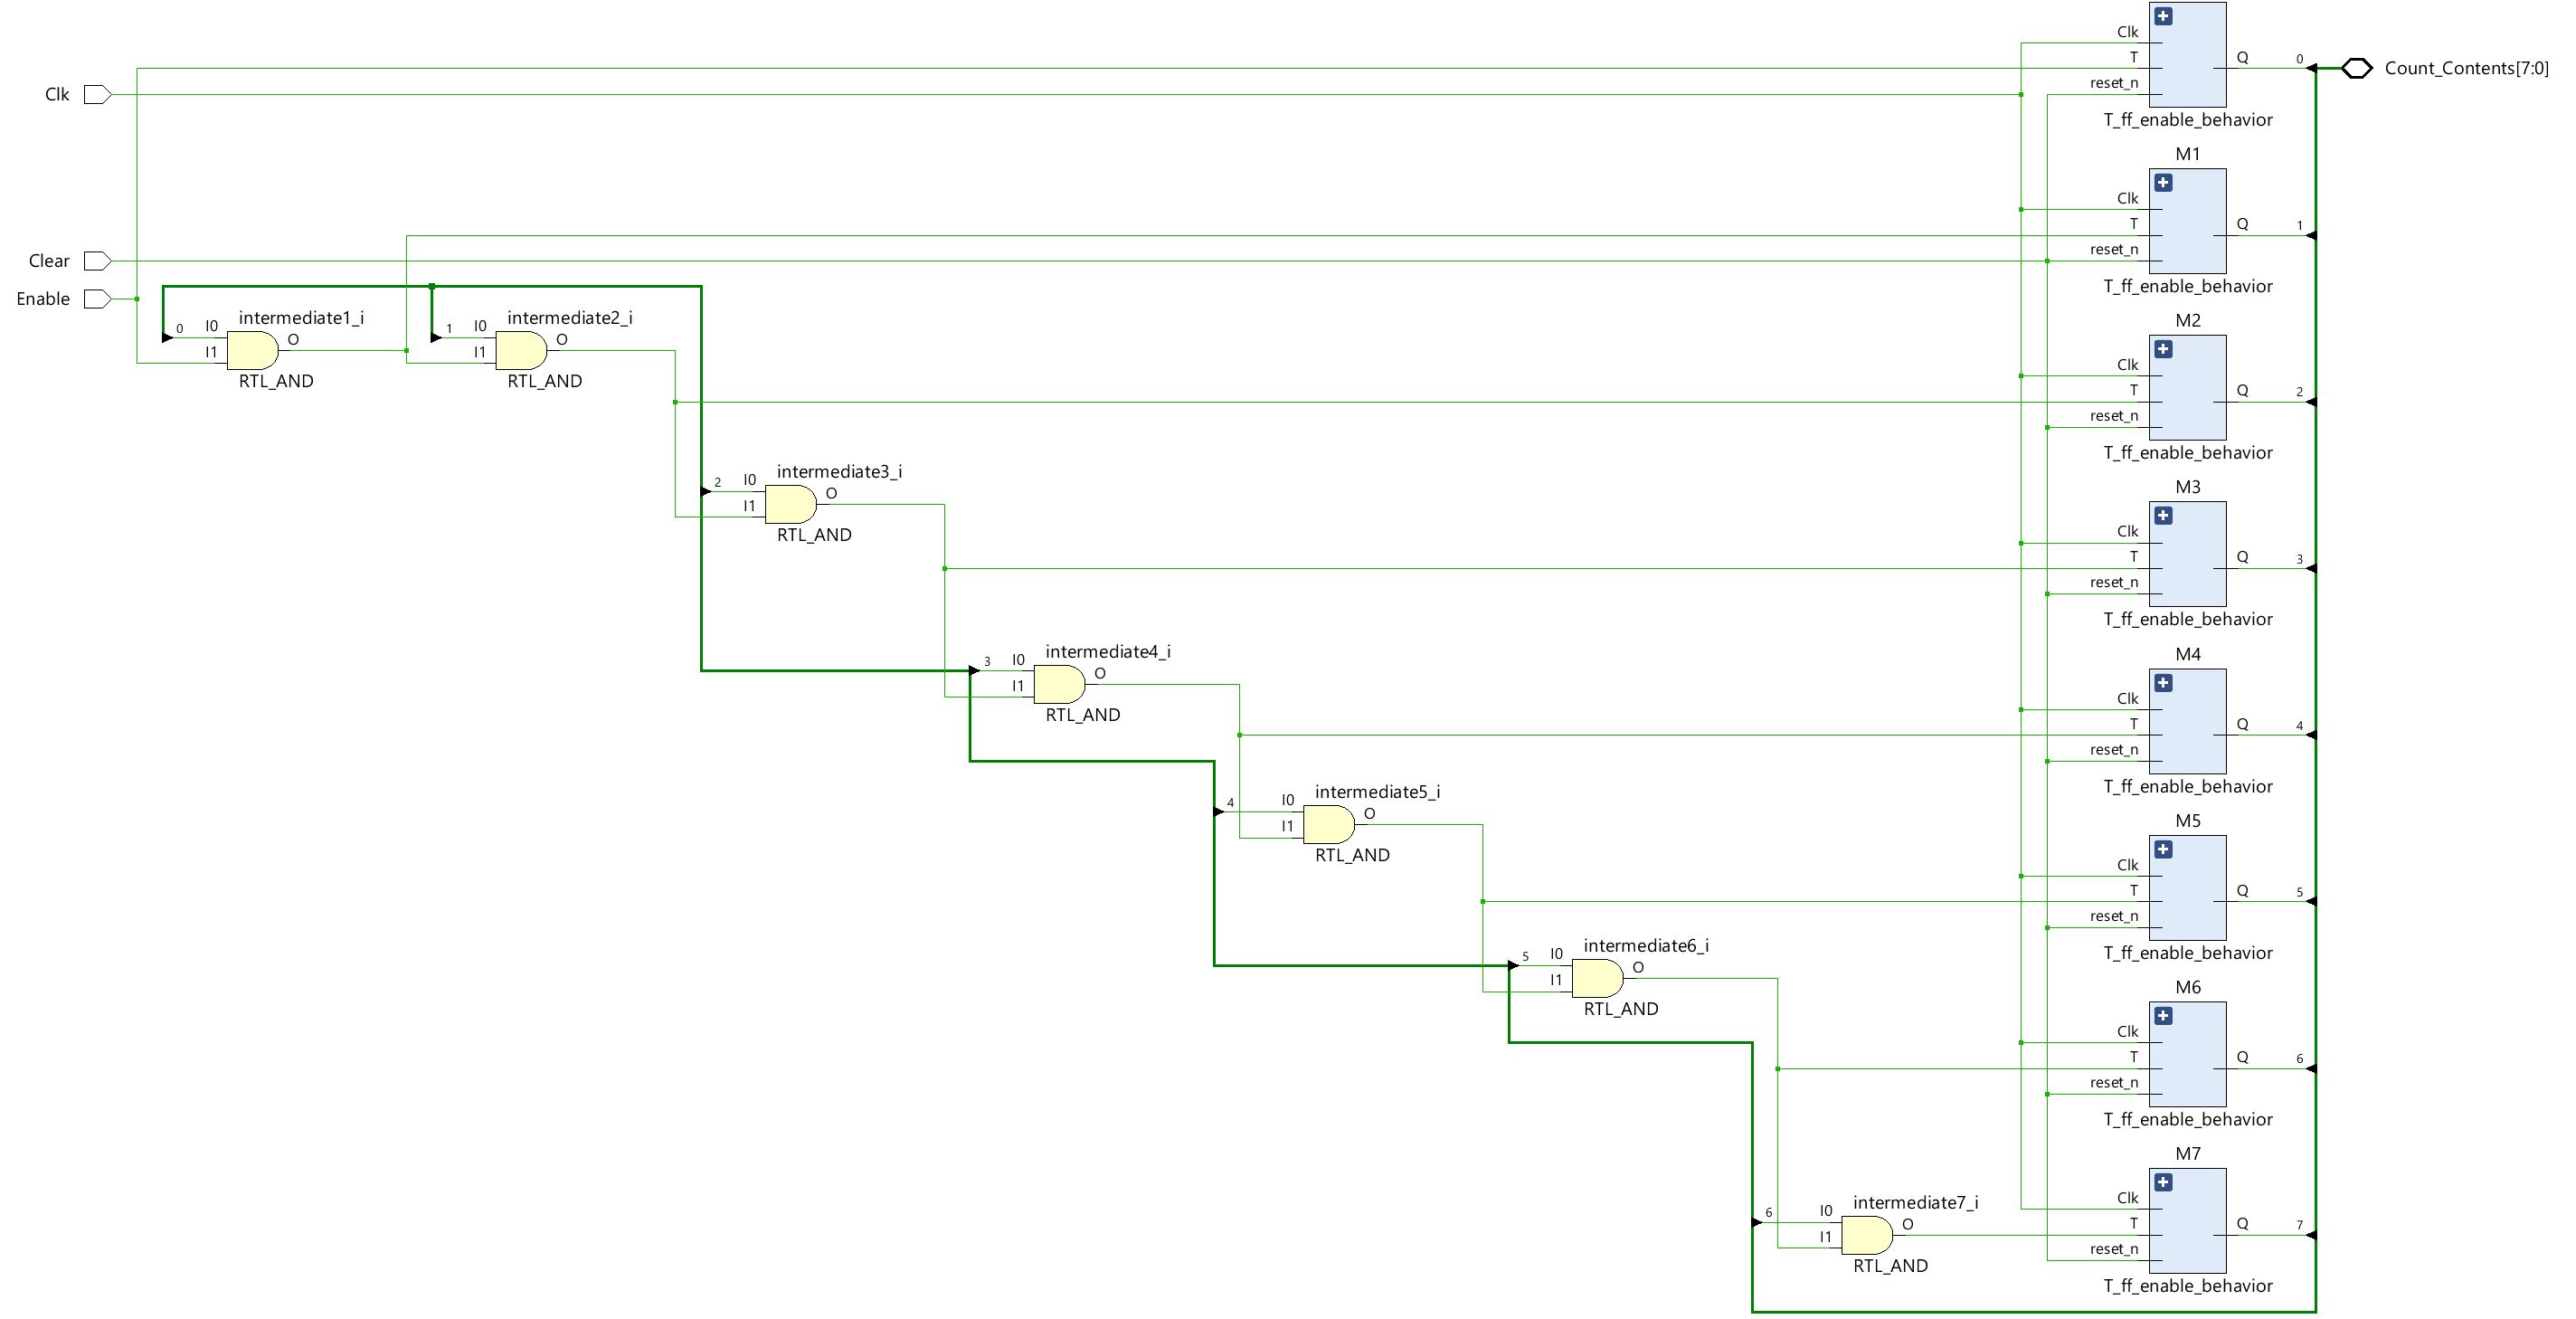 Clk
T
reset_n
Q
0
Count_Contents[7:0]
T_ff_enable_behavior
Clk
M1
Clk
T
reset_n
Q
1
T_ff_enable_behavior
Clear
Enable
0
I0
I1
intermediate1_i
O
RTL_AND
1
I0
I1
intermediate2_i
O
RTL_AND
M2
Clk
T
reset_n
Q
2
T_ff_enable_behavior
2
I0
I1
intermediate3_i
O
RTL_AND
M3
Clk
T
reset_n
Q
3
T_ff_enable_behavior
3
I0
I1
intermediate4_i
O
RTL_AND
M4
Clk
T
reset_n
Q
4
T_ff_enable_behavior
4
I0
I1
intermediate5_i
O
RTL_AND
M5
Clk
T
reset_n
Q
5
T_ff_enable_behavior
5
I0
I1
intermediate6_i
O
RTL_AND
M6
Clk
T
reset_n
Q
6
T_ff_enable_behavior
6
I0
I1
intermediate7_i
O
RTL_AND
M7
Clk
T
reset_n
Q
7
T_ff_enable_behavior